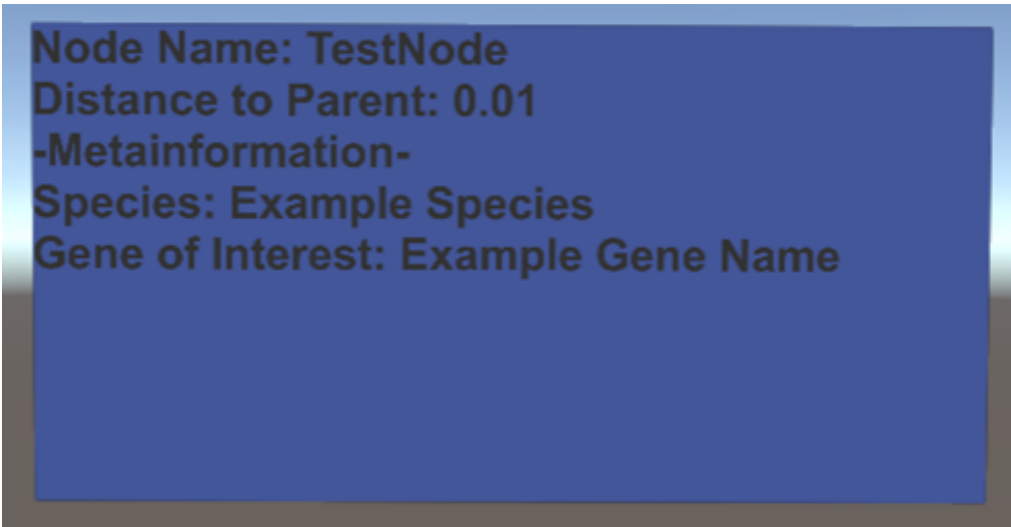 Node Name: TestNode
Distance to Parent: 0.01
-Metainformation-
Species: Example Species
Gene of Interest: Example Gene Name